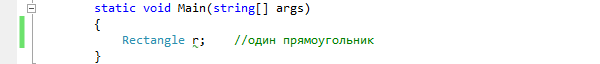 static void Main(string[] args)
{
Rectangle r;    //один прямоугольник
}